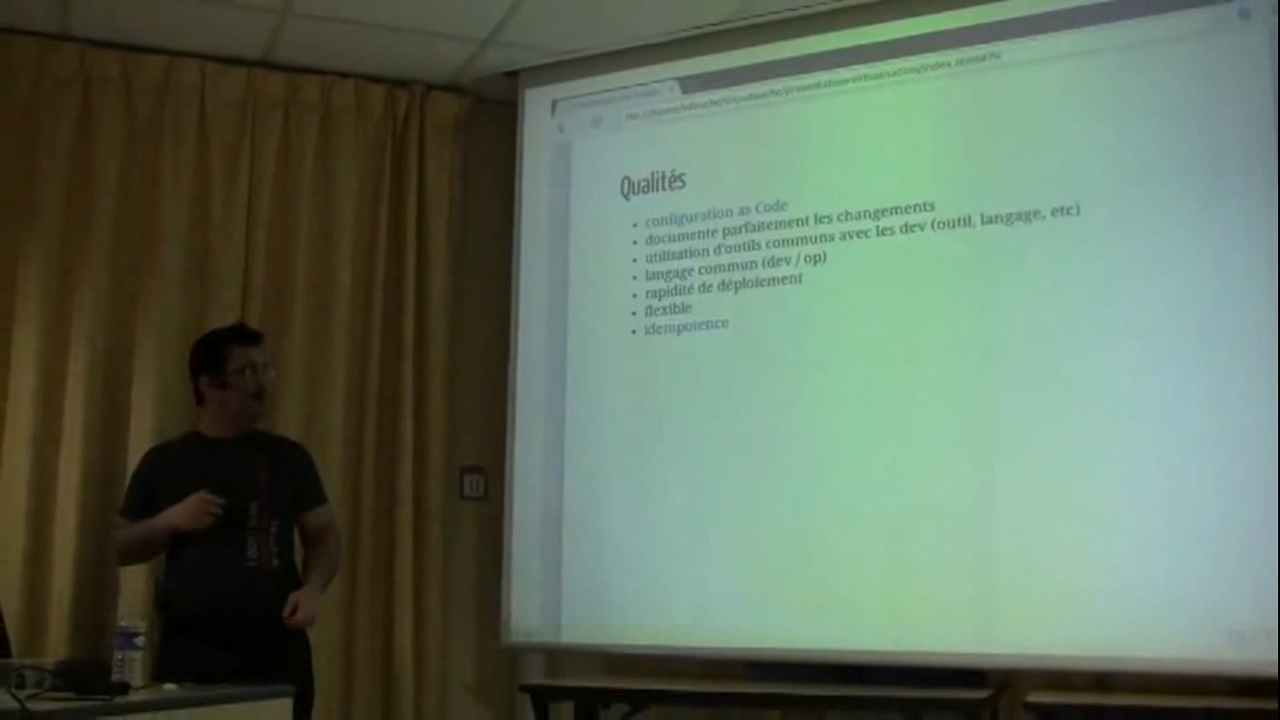 Qualités
• configuration as Code
• documente parfaitement les changements
• utilisation d'outils communs avec les dev (outil, langage, etc)
• langage commun (dev / op)
• rapidité de déploiement
• flexible
• idempotence